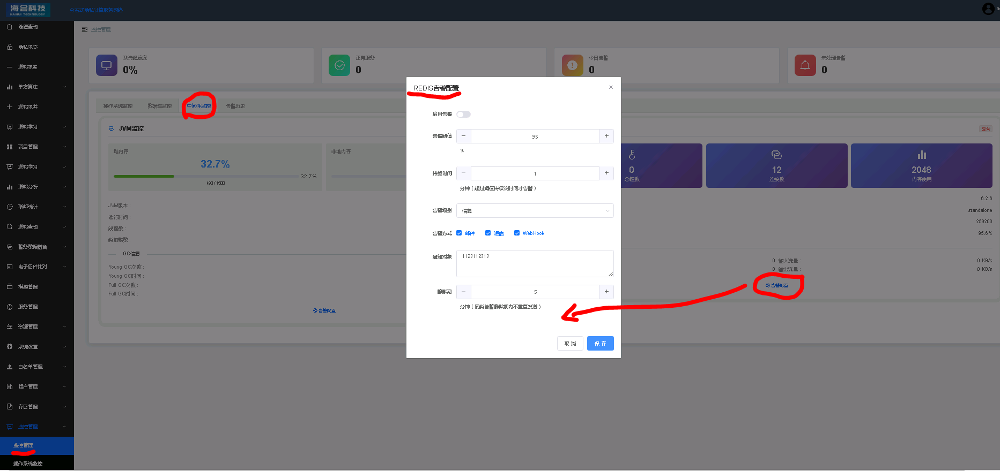 海会科技
HAIHUI TECHNOLOGY
分布式隐私计算服务网络
隐匿查询
隐私求交
联邦求差
单方算法
联邦求并
联邦学习
项目管理
联邦学习
联邦分析
联邦统计
联邦查询
警务数据融合
电子证件比对
模型管理
服务管理
资源管理
系统设置
白名单管理
租户管理
存证管理
监控管理
监控管理
操作系统监控
监控管理
系统健康度
0%
正常服务
0
今日告警
0
未处理告警
0
操作系统监控
数据库监控
中间件监控
告警历史
JVM监控
堆内存
32.7%
32.7%
490 / 1500
非堆内存
JVM版本 :
运行时间 :
线程数 :
类加载数 :
GC信息
Young GC次数 :
Young GC时间 :
Full GC次数 :
Full GC时间 :
告警配置
REDIS告警配置
启用告警
告警阈值
95
%
持续时间
1
分钟（超过阈值持续该时间才告警）
告警级别
信息
告警方式
邮件
短信
WebHook
通知对象
1123112313
静默期
5
分钟（同类告警静默期内不重复发送）
取 消
保 存
异常
0
总键数
12
连接数
2048
内存使用
6.2.6
standalone
259200
95.6%
0 输入流量 :
0 KB/s
0 输出流量 :
0 KB/s
告警配置